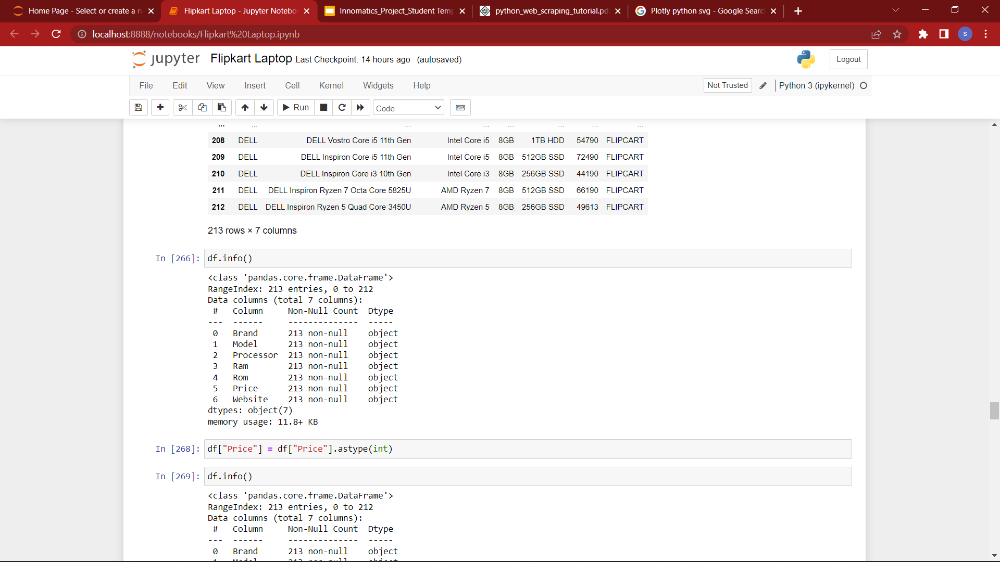 Home Page - Select or create a n
Flipkart Laptop - Jupyter Notebo
Innomatics_Project_Student Temp
python_web_scraping_tutorial.pd
Plotly python svg - Google Searc
localhost:8888/notebooks/Flipkart%20Laptop.ipynb
S
jupyter Flipkart Laptop Last Checkpoint: 14 hours ago (autosaved)
Logout
File Edit View Insert Cell Kernel Widgets Help
Not Trusted
Python 3 (ipykernel)
Run
Code
... ... ... ... ... ... ... ...
208 DELL DELL Vostro Core i5 11th Gen Intel Core i5 8GB 1TB HDD 54790 FLIPCART
209 DELL DELL Inspiron Core i5 11th Gen Intel Core i5 8GB 512GB SSD 72490 FLIPCART
210 DELL DELL Inspiron Core i3 10th Gen Intel Core i3 8GB 256GB SSD 44190 FLIPCART
211 DELL DELL Inspiron Ryzen 7 Octa Core 5825U AMD Ryzen 7 8GB 512GB SSD 66190 FLIPCART
212 DELL DELL Inspiron Ryzen 5 Quad Core 3450U AMD Ryzen 5 8GB 256GB SSD 49613 FLIPCART
213 rows × 7 columns
In [266]: df.info()
<class 'pandas.core.frame.DataFrame'>
RangeIndex: 213 entries, 0 to 212
Data columns (total 7 columns):
# Column Non-Null Count Dtype
--- ------ -------------- -----
0 Brand 213 non-null object
1 Model 213 non-null object
2 Processor 213 non-null object
3 Ram 213 non-null object
4 Rom 213 non-null object
5 Price 213 non-null object
6 Website 213 non-null object
dtypes: object(7)
memory usage: 11.8+ KB
In [268]: df["Price"] = df["Price"].astype(int)
In [269]: df.info()
<class 'pandas.core.frame.DataFrame'>
RangeIndex: 213 entries, 0 to 212
Data columns (total 7 columns):
# Column Non-Null Count Dtype
--- ------ -------------- -----
0 Brand 213 non-null object